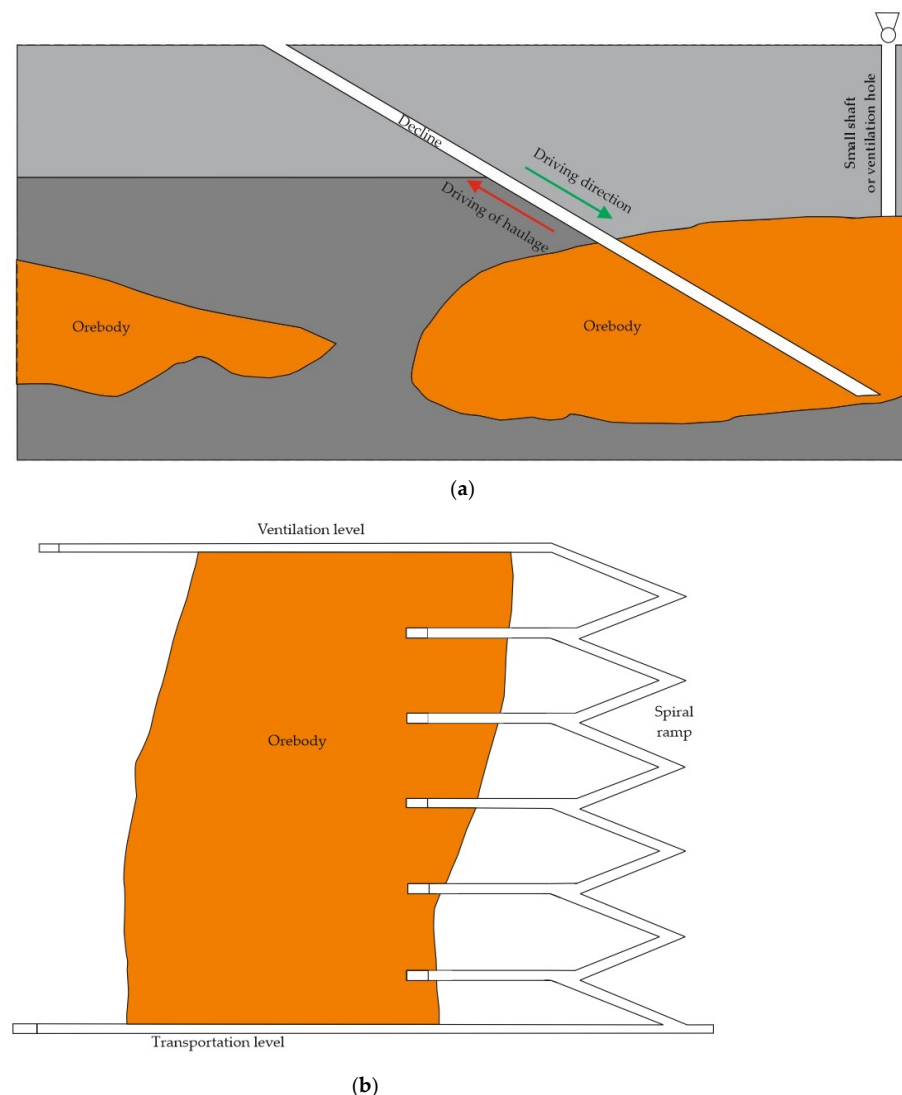 Decline
Driving direction
Driving of haulage
Small shaft
or ventilation hole
Orebody
Orebody
(a)
Ventilation level
Orebody
Spiral
ramp
Transportation level
(b)